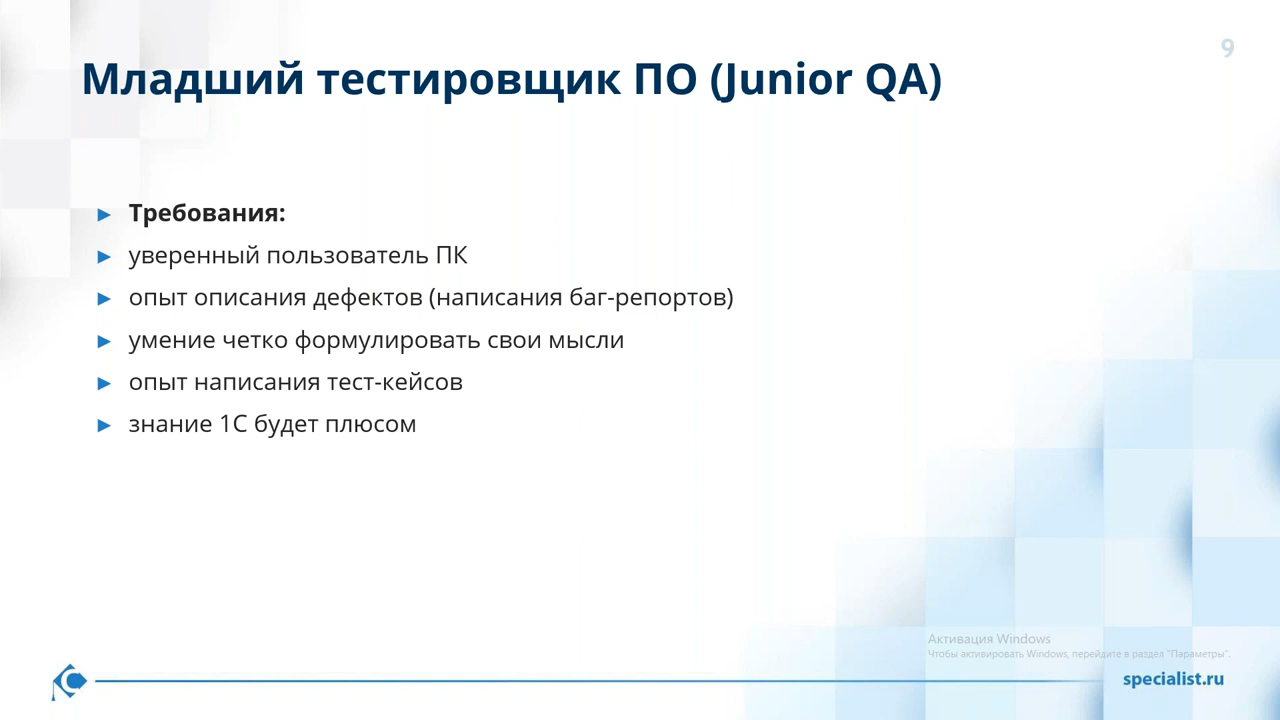 9
Младший тестировщик ПО (Junior QA)
► Требования:
► уверенный пользователь ПК
► опыт описания дефектов (написания баг-репортов)
► умение четко формулировать свои мысли
► опыт написания тест-кейсов
► знание 1С будет плюсом
Активация Windows
Чтобы активировать Windows, перейдите в раздел "Параметры".
specialist.ru